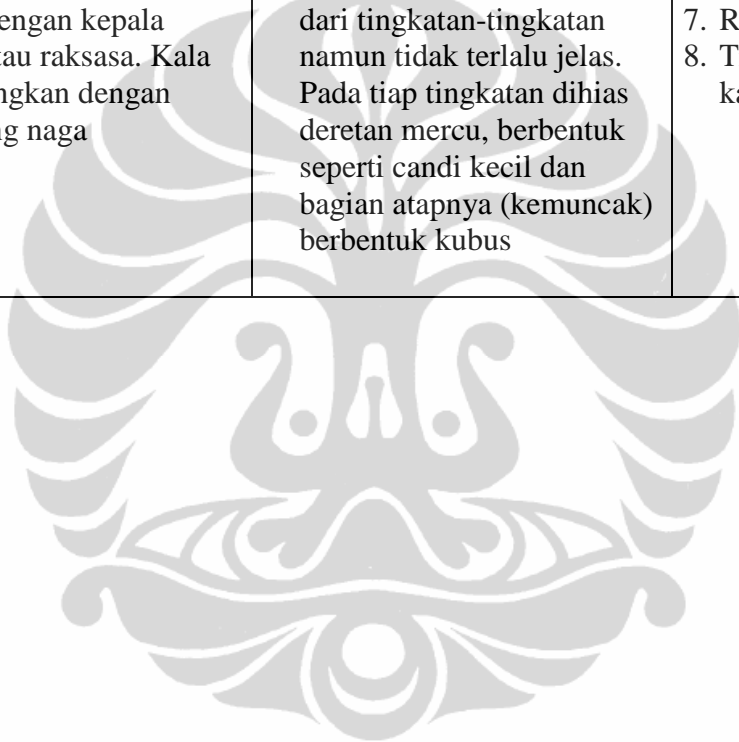 engan kepala
tau raksasa. Kala
ngkan dengan
ng naga
dari tingkatan-tingkatan
namun tidak terlalu jelas.
Pada tiap tingkatan dihias
deretan mercu, berbentuk
seperti candi kecil dan
bagian atapnya (kemuncak)
berbentuk kubus
7. R
8. T
ka